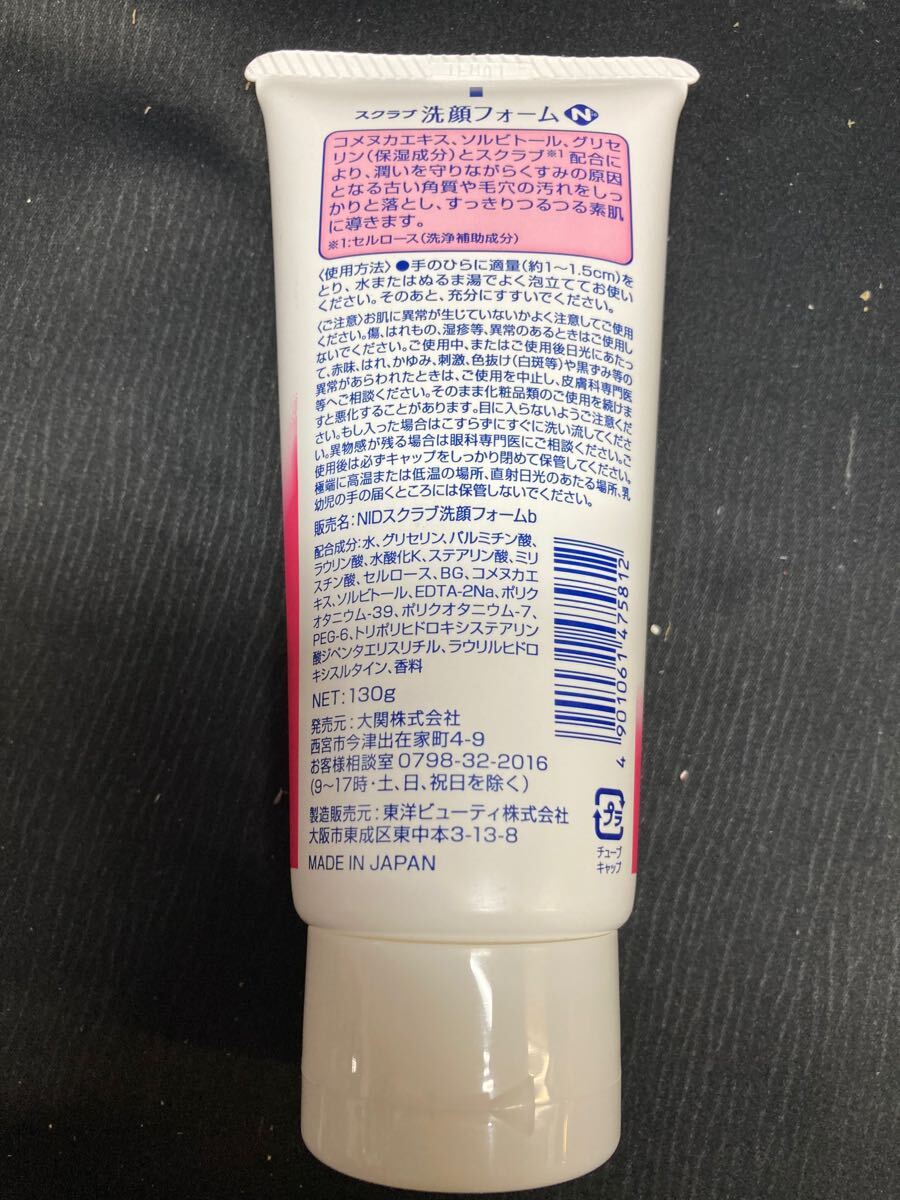 スクラブ 洗顔フォーム N
コメヌカエキス、ソルビトール、グリセ
リン(保湿成分)とスクラブ※1配合に
より、潤いを守りながらくすみの原因
となる古い角質や毛穴の汚れをしっ
かりと落とし、すっきりつるつる素肌
に導きます。
※1:セルロース(洗浄補助成分)
〈使用方法〉●手のひらに適量(約1〜1.5cm)を
とり、水またはぬるま湯でよく泡立ててお使い
ください。そのあと、充分にすすいでください。
〈ご注意〉お肌に異常が生じていないかよく注意してご使用
ください。傷、はれもの、湿疹等、異常のあるときはご使用し
ないでください。ご使用中、またはご使用後日光にあたっ
て、赤味、はれ、かゆみ、刺激、色抜け(白斑等)や黒ずみ等の
異常があらわれたときは、ご使用を中止し、皮膚科専門医
等へご相談ください。そのまま化粧品類のご使用を続けま
すと悪化することがあります。目に入らないようご注意くだ
さい。もし入った場合はこすらずにすぐに洗い流してくださ
い。異物感が残る場合は眼科専門医にご相談ください。ご
使用後は必ずキャップをしっかり閉めて保管してください。
極端に高温または低温の場所、直射日光のあたる場所、乳
幼児の手の届くところには保管しないでください。
販売名:NIDスクラブ洗顔フォームb
配合成分:水、グリセリン、パルミチン酸、
ラウリン酸、水酸化K、ステアリン酸、ミリ
スチン酸、セルロース、BG、コメヌカエ
キス、ソルビトール、EDTA-2Na、ポリク
オタニウム-39、ポリクオタニウム-7、
PEG-6、トリポリヒドロキシステアリン
酸ジペンタエリスリチル、ラウリルヒドロ
キシスルタイン、香料
NET:130g
発売元:大関株式会社
西宮市今津出在家町4-9
お客様相談室 0798-32-2016
(9〜17時・土、日、祝日を除く)
製造販売元:東洋ビューティ株式会社
大阪市東成区東中本3-13-8
MADE IN JAPAN
4 901061 475812
プラ
チューブ
キャップ